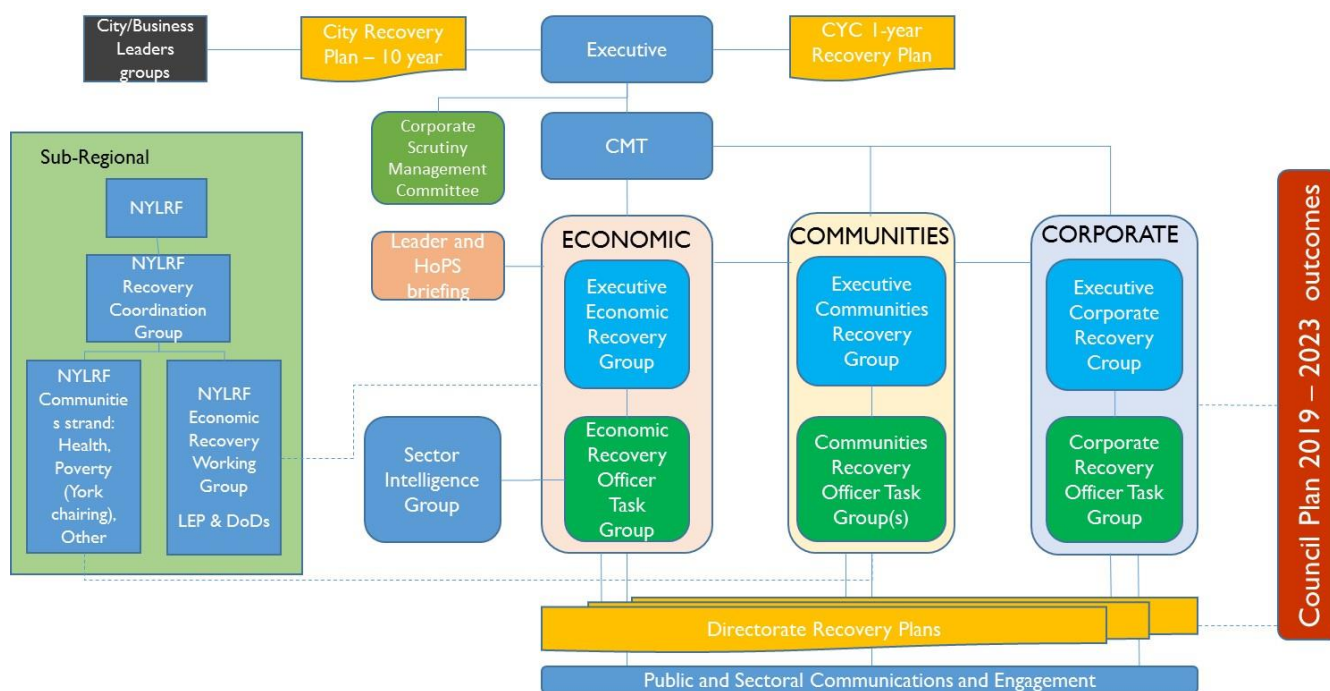 City/Business
Leaders
groups
City Recovery
Plan – 10 year
Executive
CYC 1-year
Recovery Plan
Corporate
Scrutiny
Management
Committee
CMT
Sub-Regional
NYLRF
NYLRF
Recovery
Coordination
Group
NYLRF
Communitie
s strand:
Health,
Poverty
(York
chairing),
Other
NYLRF
Economic
Recovery
Working
Group
LEP & DoDs
Leader and
HoPS
briefing
Sector
Intelligence
Group
ECONOMIC
Executive
Economic
Recovery
Group
Economic
Recovery
Officer
Task
Group
COMMUNITIES
Executive
Communities
Recovery
Group
Communities
Recovery
Officer Task
Group(s)
CORPORATE
Executive
Corporate
Recovery
Croup
Corporate
Recovery
Officer Task
Group
Council Plan 2019 – 2023 outcomes
Directorate Recovery Plans
Public and Sectoral Communications and Engagement